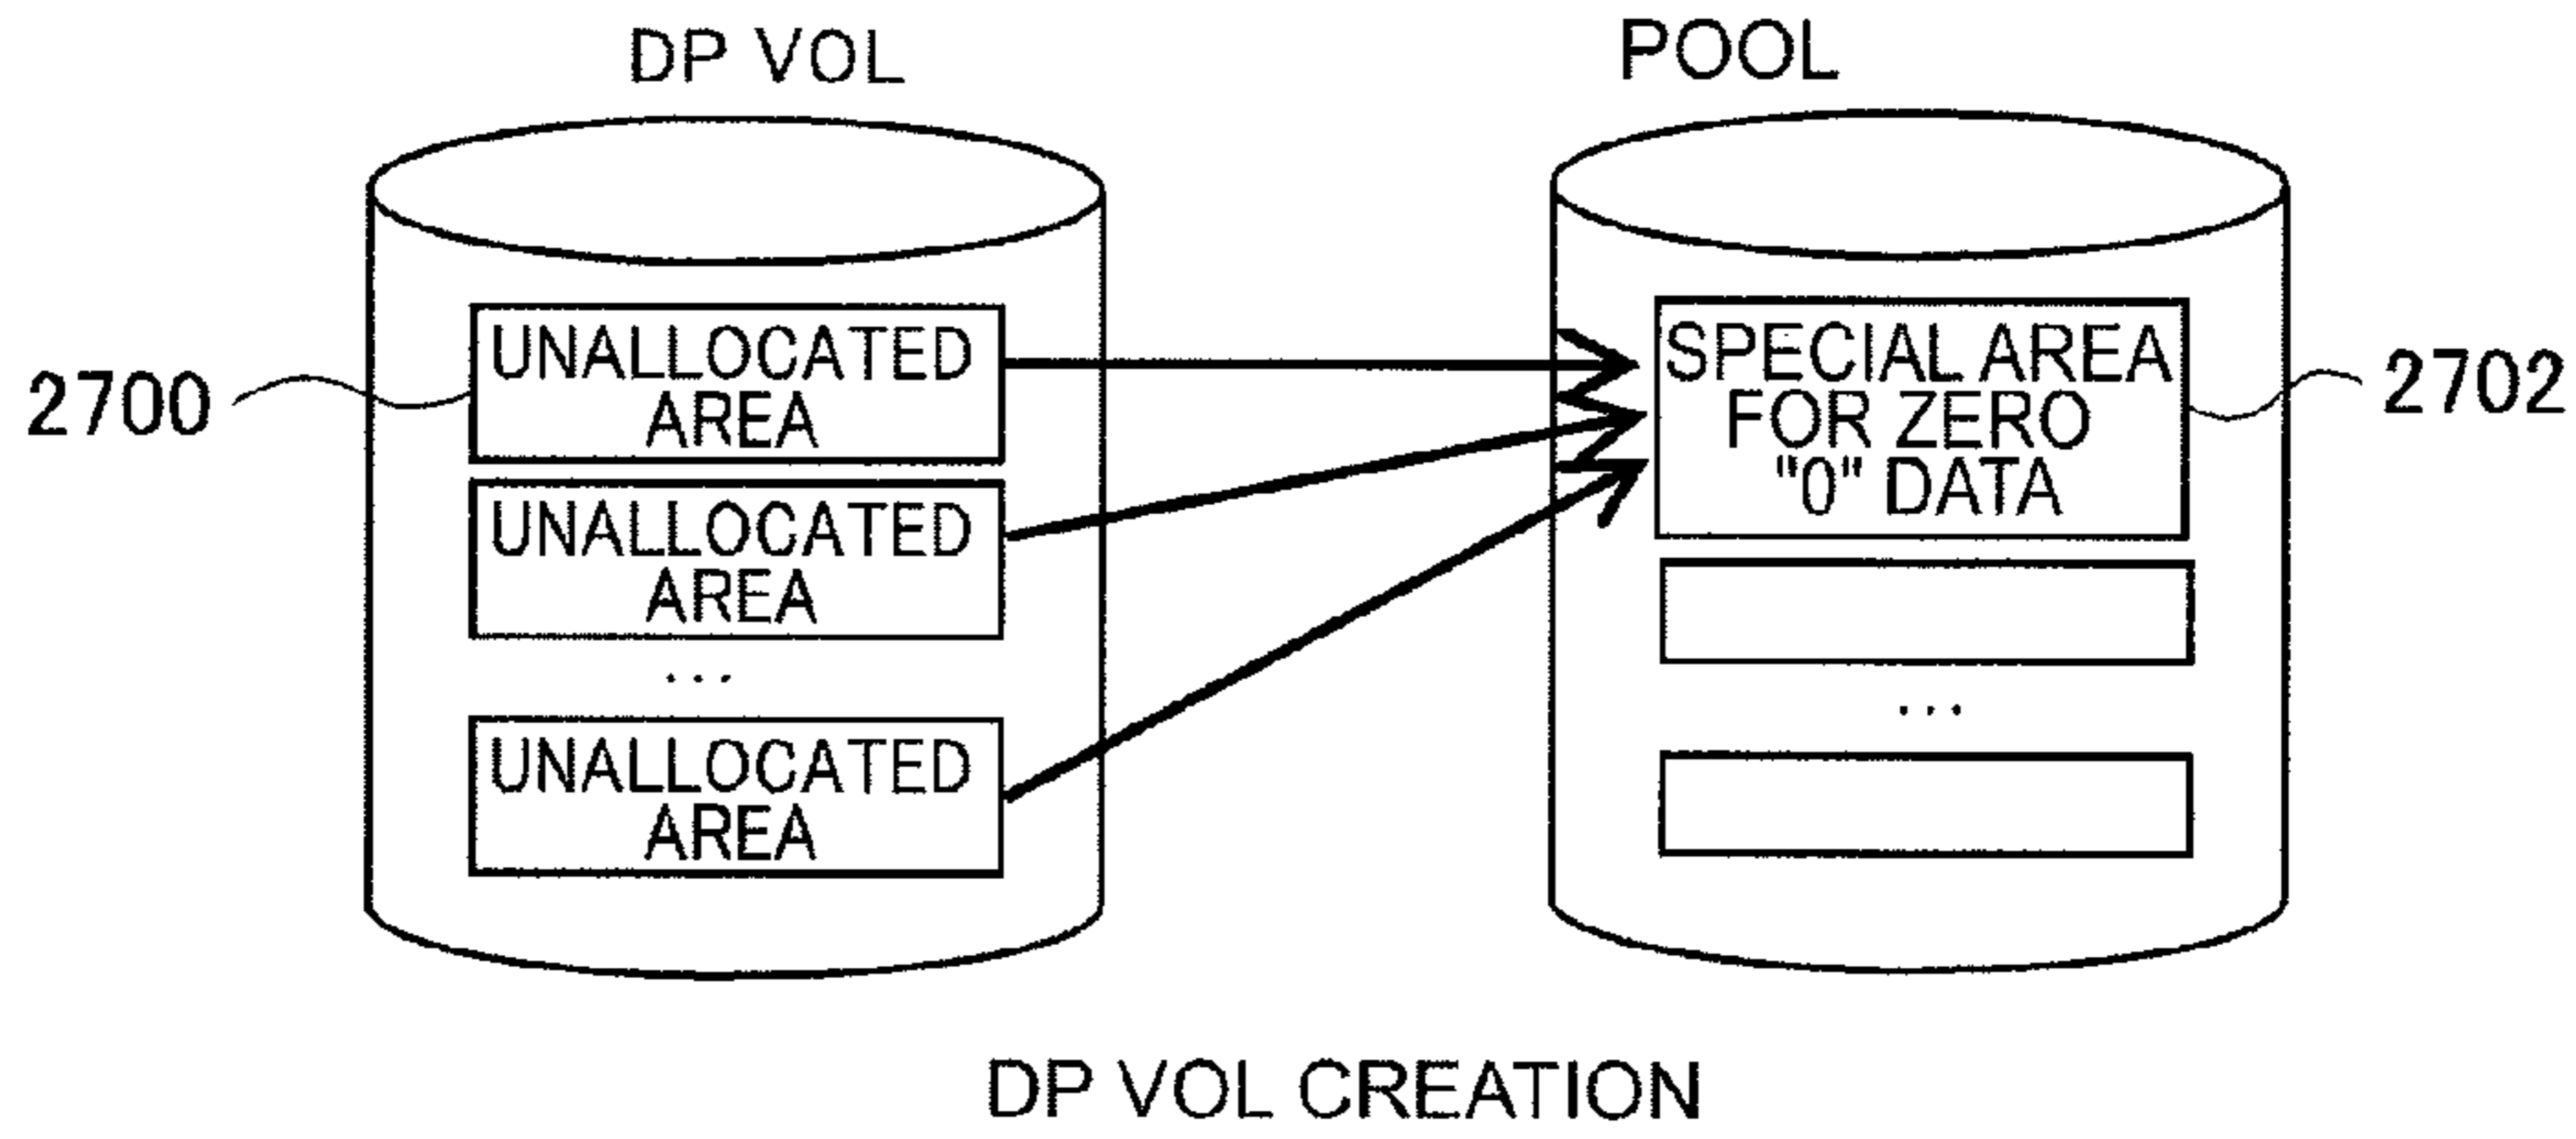 DP VOL
POOL
2700
UNALLOCATED
AREA
UNALLOCATED
AREA
...
UNALLOCATED
AREA
SPECIAL AREA
FOR ZERO
"0" DATA
2702
...
DP VOL CREATION